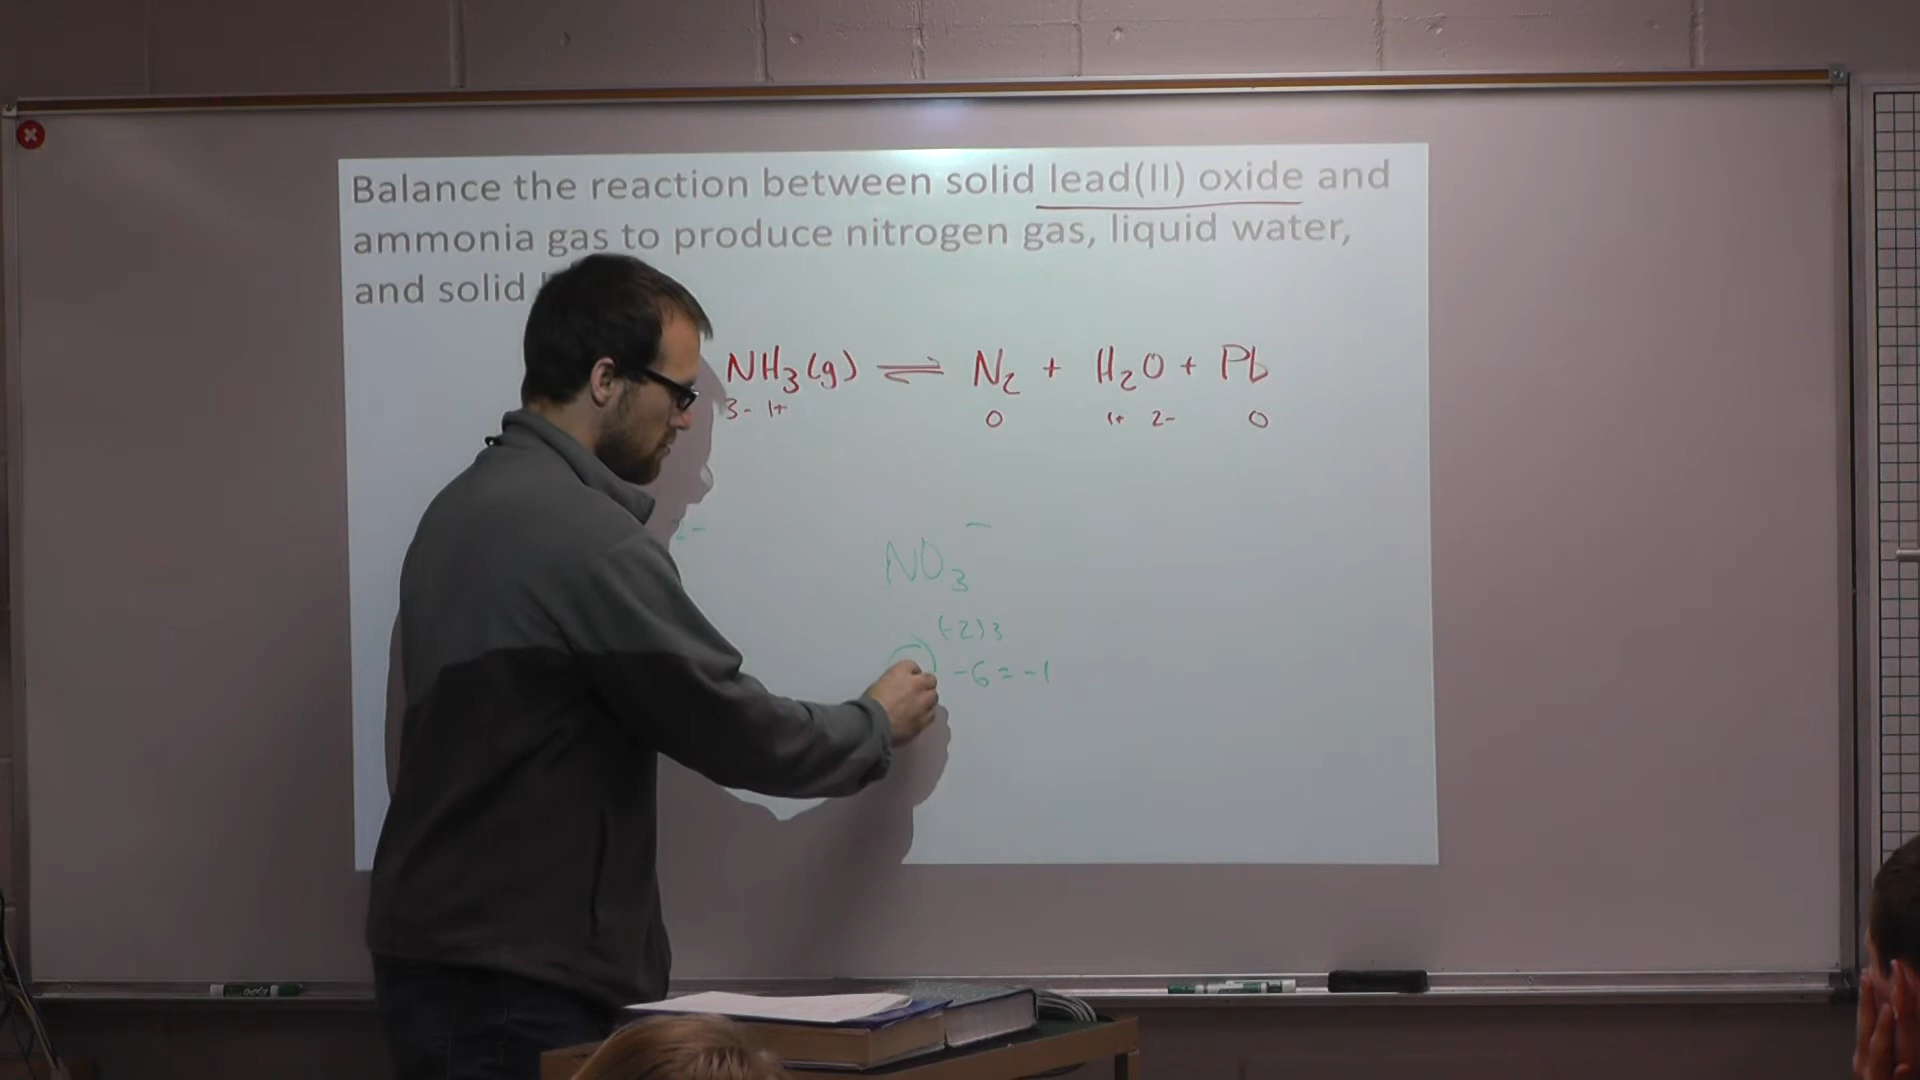 Balance the reaction between solid lead(II) oxide and
ammonia gas to produce nitrogen gas, liquid water,
and solid
NH₃(g) ⇌ N₂ + H₂O + Pb
3- 1+ 0 1+ 2- 0
NO₃⁻
(-2)3
-6=-1